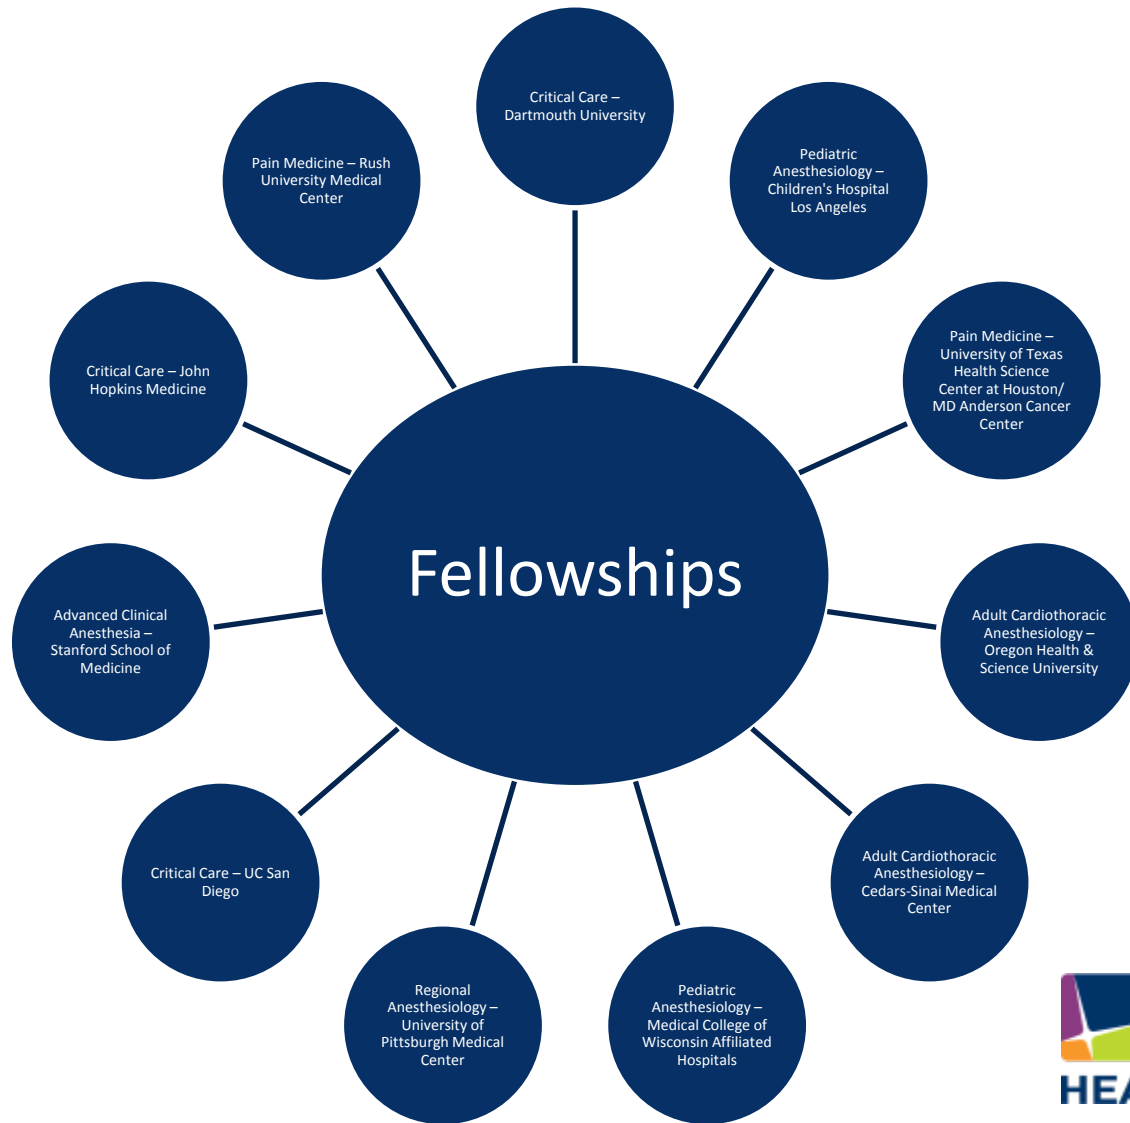 Critical Care –
Dartmouth University
Pediatric
Anesthesiology –
Children's Hospital
Los Angeles
Pain Medicine –
University of Texas
Health Science
Center at Houston/
MD Anderson Cancer
Center
Adult Cardiothoracic
Anesthesiology –
Oregon Health &
Science University
Adult Cardiothoracic
Anesthesiology –
Cedars-Sinai Medical
Center
Pediatric
Anesthesiology –
Medical College of
Wisconsin Affiliated
Hospitals
Regional
Anesthesiology –
University of
Pittsburgh Medical
Center
Critical Care – UC San
Diego
Advanced Clinical
Anesthesia –
Stanford School of
Medicine
Critical Care – John
Hopkins Medicine
Pain Medicine – Rush
University Medical
Center
Fellowships